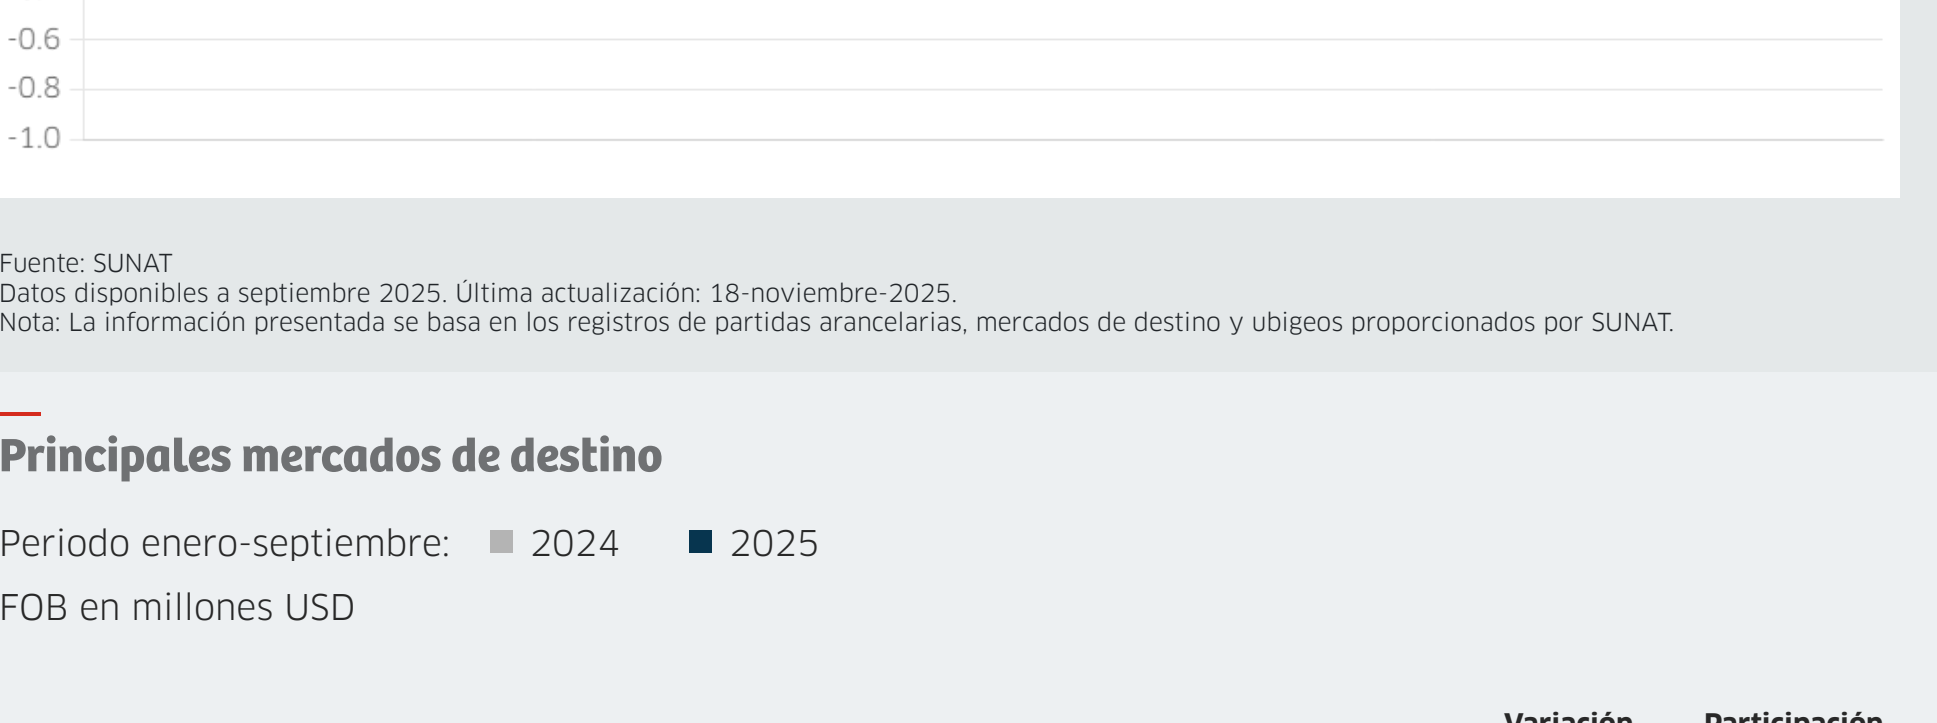 -0.6
-0.8
-1.0
Fuente: SUNAT
Datos disponibles a septiembre 2025. Última actualización: 18-noviembre-2025.
Nota: La información presentada se basa en los registros de partidas arancelarias, mercados de destino y ubigeos proporcionados por SUNAT.
Principales mercados de destino
Periodo enero-septiembre: 2024 2025
FOB en millones USD
Variación Participación